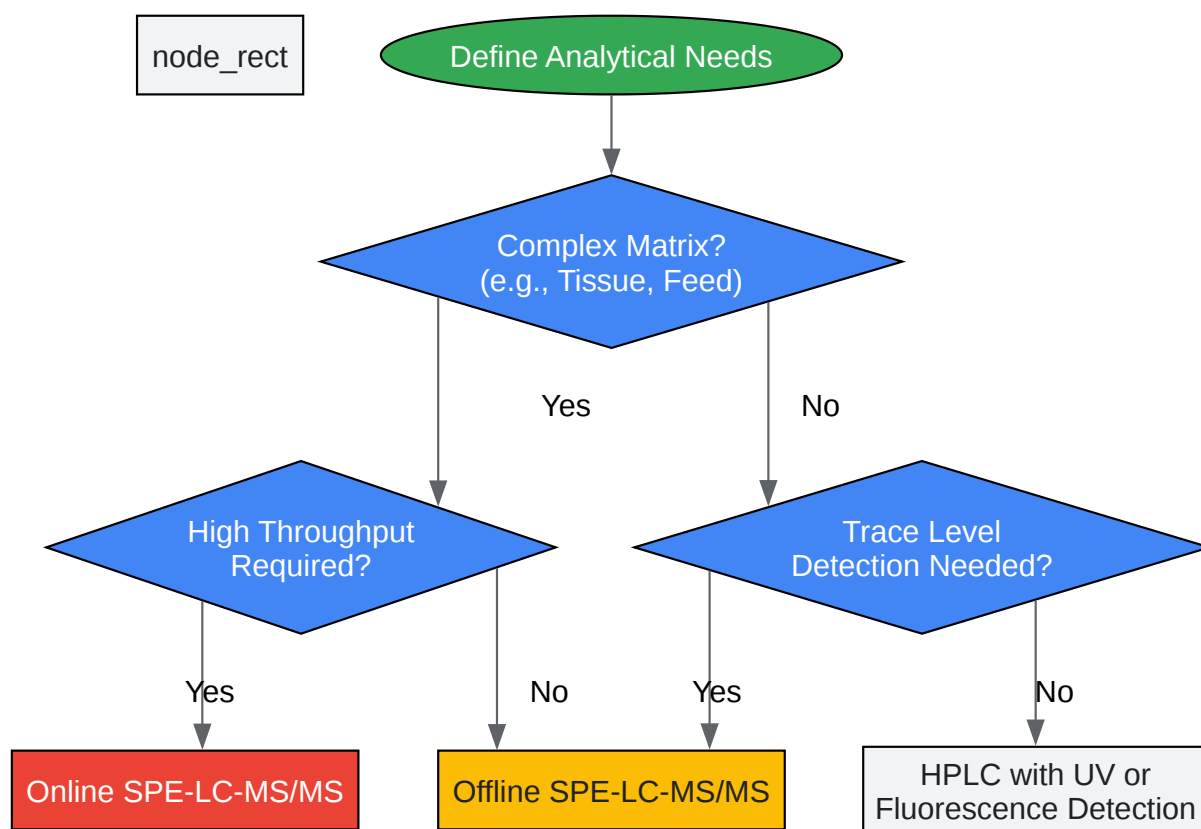 node_rect
Define Analytical Needs
Complex Matrix?
(e.g., Tissue, Feed)
Yes
No
High Throughput
Required?
Trace Level
Detection Needed?
Yes
No
Yes
No
Online SPE-LC-MS/MS
Offline SPE-LC-MS/MS
HPLC with UV or
Fluorescence Detection